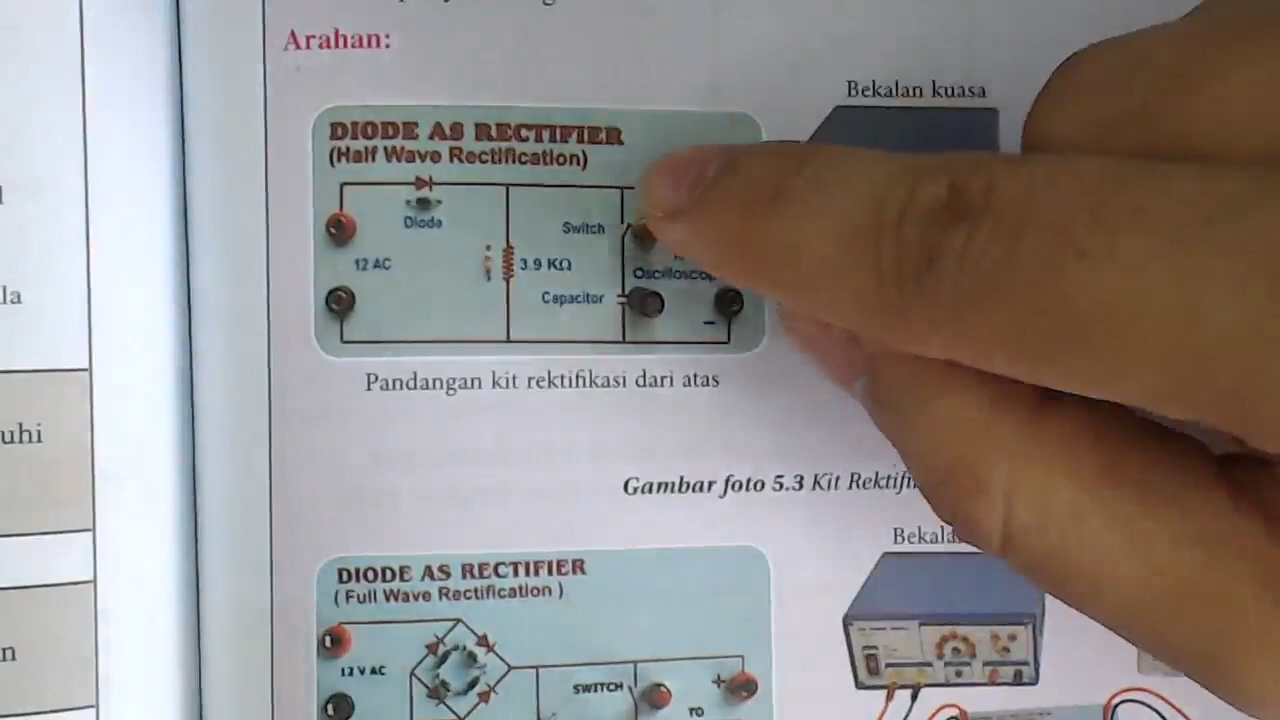 Arahan:
Bekalan kuasa
DIODE AS RECTIFIER
(Half Wave Rectification)
Diode
Switch
12 AC
3.9 KΩ
Capacitor
−
Pandangan kit rektifikasi dari atas
Gambar foto 5.3 Kit
DIODE AS RECTIFIER
( Full Wave Rectification )
12 V AC
SWITCH
+
TO
la
uhi
n